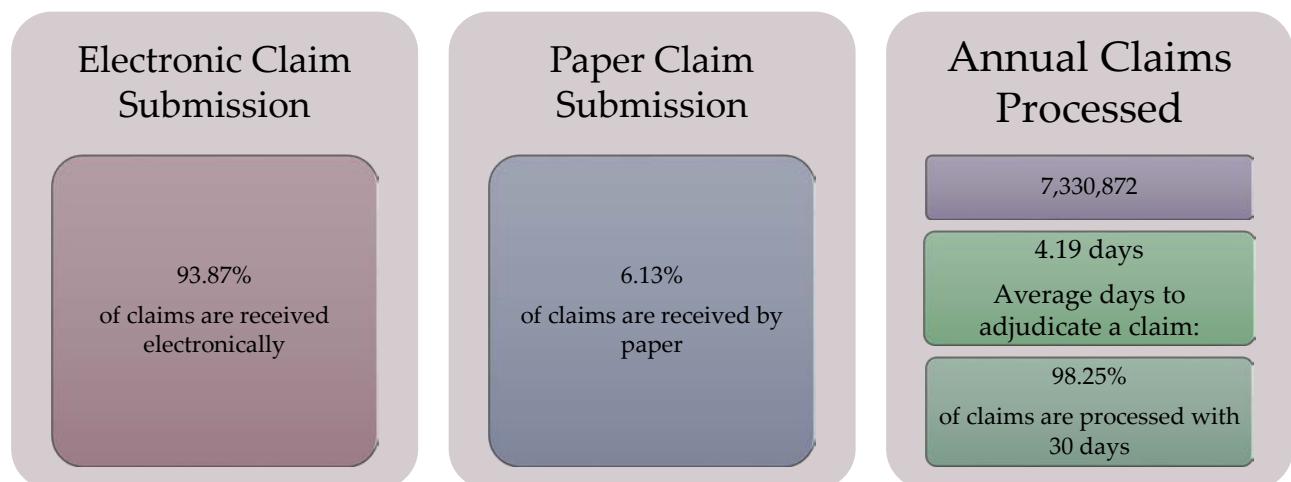 Electronic Claim
Submission
93.87%
of claims are received
electronically
Paper Claim
Submission
6.13%
of claims are received by
paper
Annual Claims
Processed
7,330,872
4.19 days
Average days to
adjudicate a claim:
98.25%
of claims are processed with
30 days